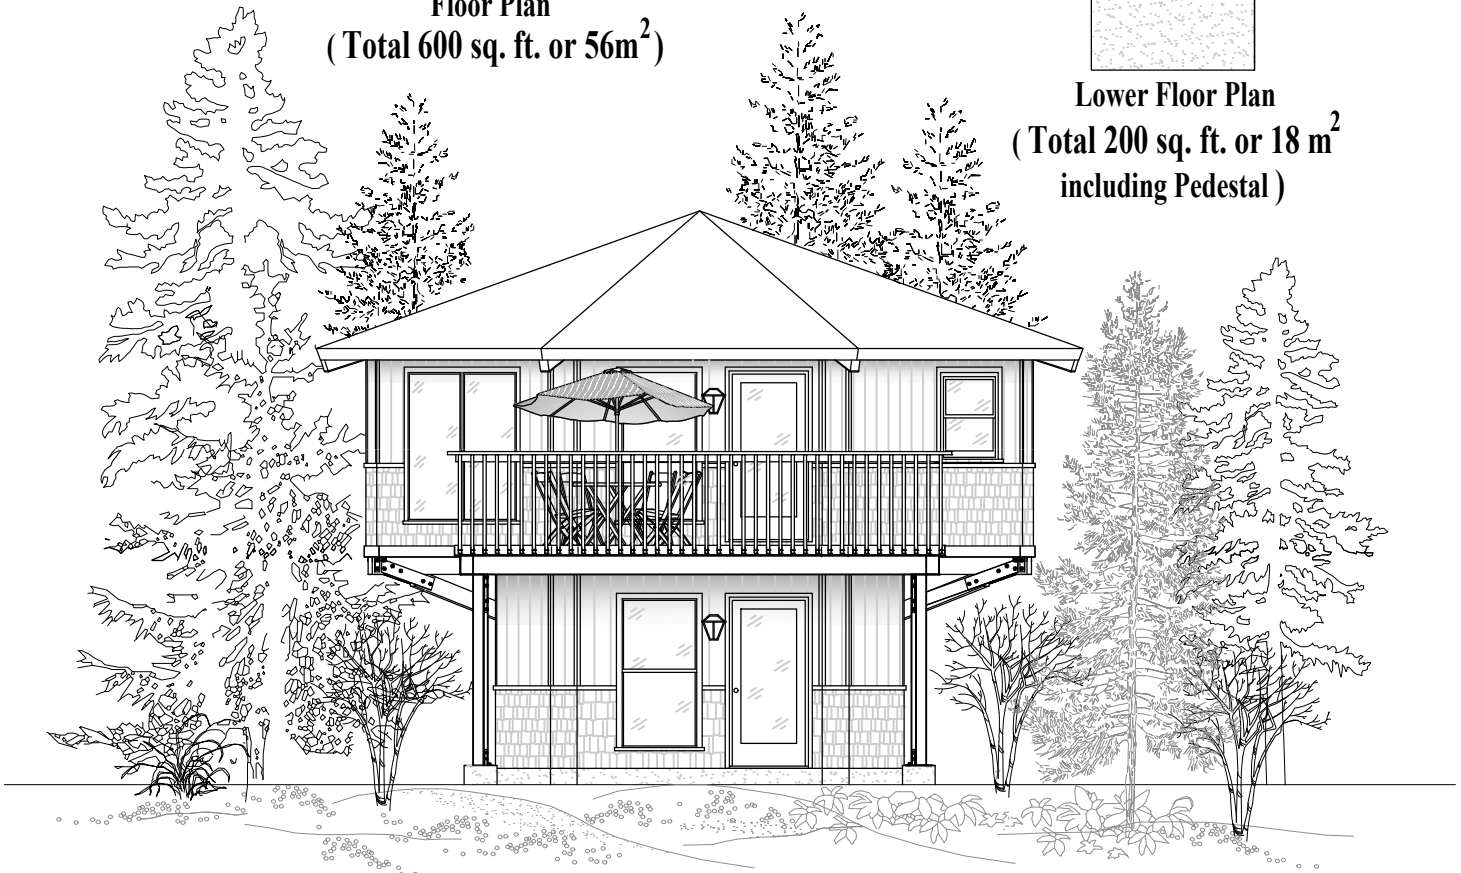 Floor Plan
( Total 600 sq. ft. or 56m² )
Lower Floor Plan
( Total 200 sq. ft. or 18 m²
including Pedestal )